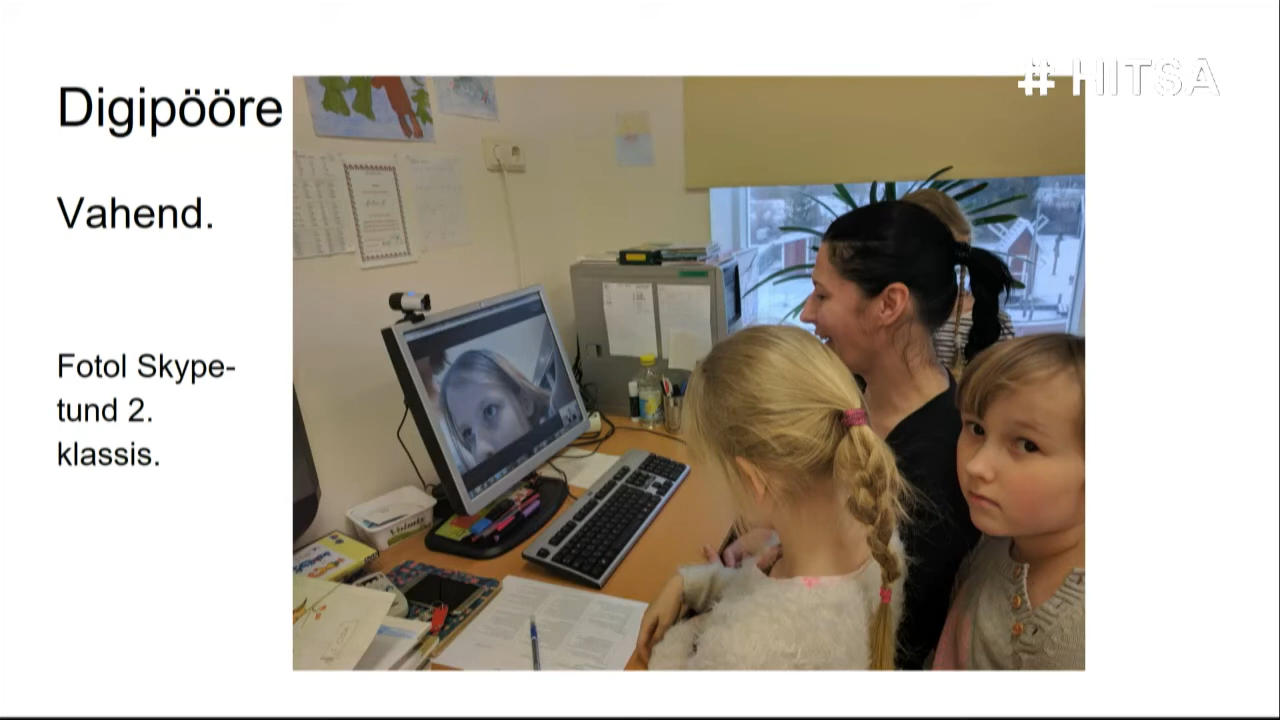 #HITSA
Digipööre
Vahend.
Fotol Skype-
tund 2.
klassis.